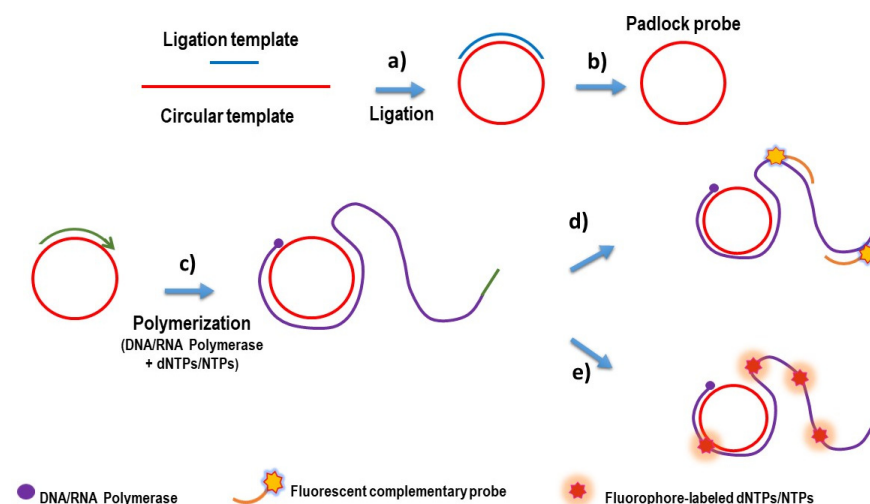 Ligation template
Circular template
a)
Ligation
b)
Padlock probe
c)
Polymerization
(DNA/RNA Polymerase
+ dNTPs/NTPs)
d)
e)
DNA/RNA Polymerase
Fluorescent complementary probe
Fluorophore-labeled dNTPs/NTPs